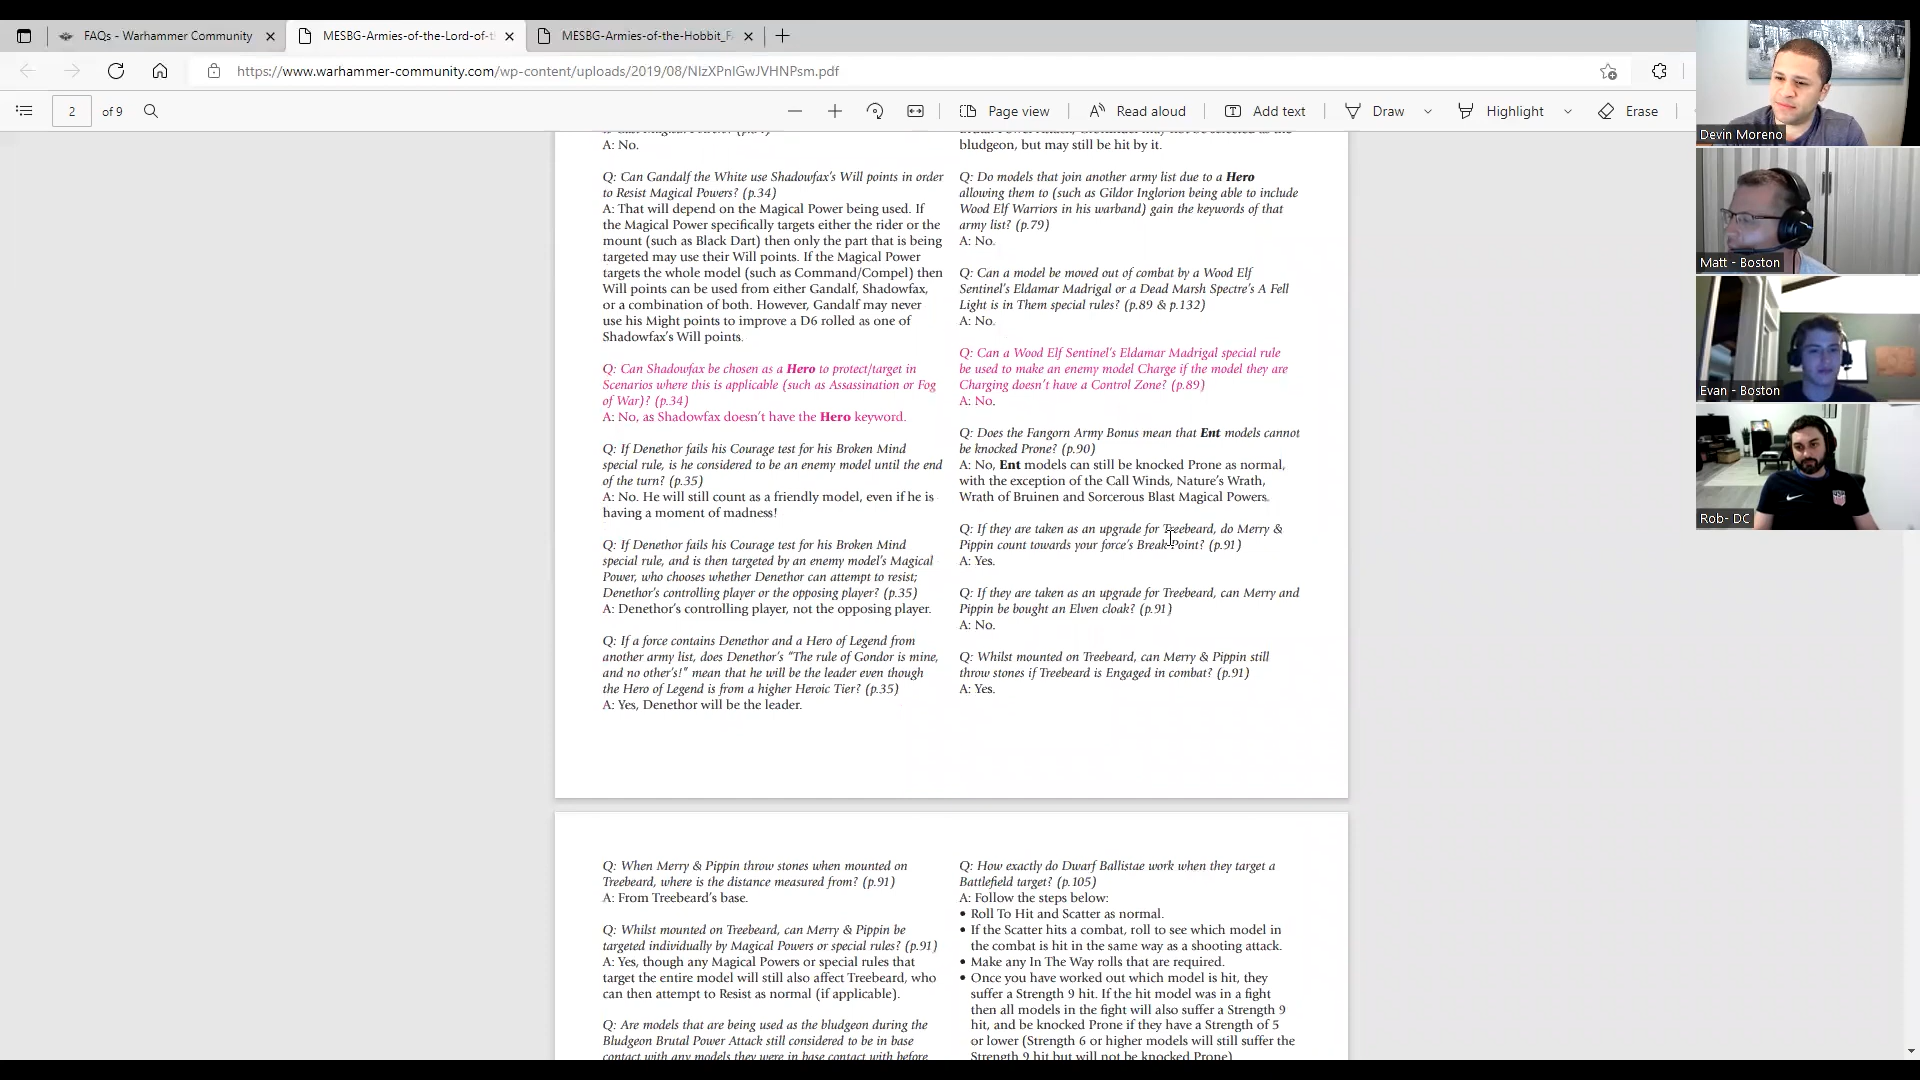 FAQs - Warhammer Community
MESBG-Armies-of-the-Lord-of-t
MESBG-Armies-of-the-Hobbit_F
https://www.warhammer-community.com/wp-content/uploads/2019/08/NIzXPnIGwJVHNPsm.pdf
2 of 9
Page view
Read aloud
Add text
Draw
Highlight
Erase
A: No.
Q: Can Gandalf the White use Shadowfax's Will points in order
to Resist Magical Powers? (p.34)
A: That will depend on the Magical Power being used. If
the Magical Power specifically targets either the rider or the
mount (such as Black Dart) then only the part that is being
targeted may use their Will points. If the Magical Power
targets the whole model (such as Command/Compel) then
Will points can be used from either Gandalf, Shadowfax,
or a combination of both. However, Gandalf may never
use his Might points to improve a D6 rolled as one of
Shadowfax's Will points.
Q: Can Shadowfax be chosen as a Hero to protect/target in
Scenarios where this is applicable (such as Assassination or Fog
of War)? (p.34)
A: No, as Shadowfax doesn't have the Hero keyword.
Q: If Denethor fails his Courage test for his Broken Mind
special rule, is he considered to be an enemy model until the end
of the turn? (p.35)
A: No. He will still count as a friendly model, even if he is
having a moment of madness!
Q: If Denethor fails his Courage test for his Broken Mind
special rule, and is then targeted by an enemy model's Magical
Power, who chooses whether Denethor can attempt to resist;
Denethor's controlling player or the opposing player? (p.35)
A: Denethor's controlling player, not the opposing player.
Q: If a force contains Denethor and a Hero of Legend from
another army list, does Denethor's "The rule of Gondor is mine,
and no other's!" mean that he will be the leader even though
the Hero of Legend is from a higher Heroic Tier? (p.35)
A: Yes, Denethor will be the leader.
bludgeon, but may still be hit by it.
Q: Do models that join another army list due to a Hero
allowing them to (such as Gildor Inglorion being able to include
Wood Elf Warriors in his warband) gain the keywords of that
army list? (p.79)
A: No.
Q: Can a model be moved out of combat by a Wood Elf
Sentinel's Eldamar Madrigal or a Dead Marsh Spectre's A Fell
Light is in Them special rules? (p.89 & p.132)
A: No.
Q: Can a Wood Elf Sentinel's Eldamar Madrigal special rule
be used to make an enemy model Charge if the model they are
Charging doesn't have a Control Zone? (p.89)
A: No.
Q: Does the Fangorn Army Bonus mean that Ent models cannot
be knocked Prone? (p.90)
A: No, Ent models can still be knocked Prone as normal,
with the exception of the Call Winds, Nature's Wrath,
Wrath of Bruinen and Sorcerous Blast Magical Powers.
Q: If they are taken as an upgrade for Treebeard, do Merry &
Pippin count towards your force's Break Point? (p.91)
A: Yes.
Q: If they are taken as an upgrade for Treebeard, can Merry and
Pippin be bought an Elven cloak? (p.91)
A: No.
Q: Whilst mounted on Treebeard, can Merry & Pippin still
throw stones if Treebeard is Engaged in combat? (p.91)
A: Yes.
Q: When Merry & Pippin throw stones when mounted on
Treebeard, where is the distance measured from? (p.91)
A: From Treebeard's base.
Q: Whilst mounted on Treebeard, can Merry & Pippin be
targeted individually by Magical Powers or special rules? (p.91)
A: Yes, though any Magical Powers or special rules that
target the entire model will still also affect Treebeard, who
can then attempt to Resist as normal (if applicable).
Q: Are models that are being used as the bludgeon during the
Bludgeon Brutal Power Attack still considered to be in base
contact with any models they were in base contact with before
Q: How exactly do Dwarf Ballistae work when they target a
Battlefield target? (p.105)
A: Follow the steps below:
• Roll To Hit and Scatter as normal.
• If the Scatter hits a combat, roll to see which model in
the combat is hit in the same way as a shooting attack.
• Make any In The Way rolls that are required.
• Once you have worked out which model is hit, they
suffer a Strength 9 hit. If the hit model was in a fight
then all models in the fight will also suffer a Strength 9
hit, and be knocked Prone if they have a Strength of 5
or lower (Strength 6 or higher models will still suffer the
Strength 9 hit but will not be knocked Prone)
Devin Moreno
Matt - Boston
Evan - Boston
Rob- DC